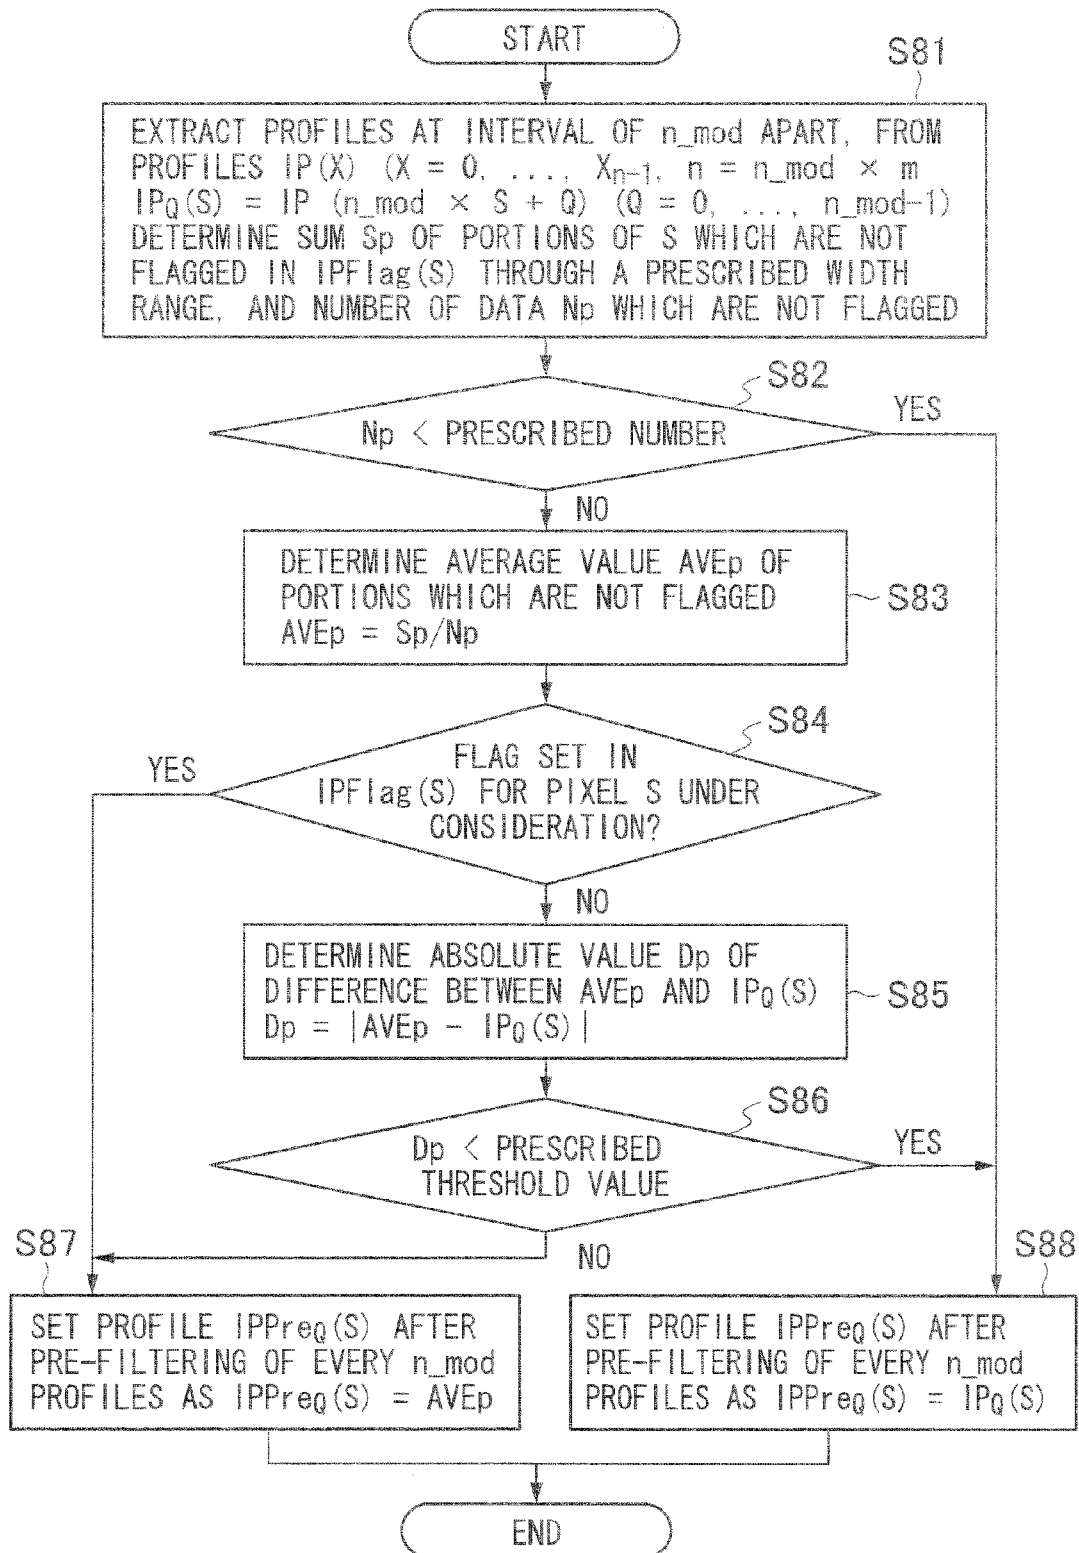 START
S81
EXTRACT PROFILES AT INTERVAL OF n_mod APART, FROM
PROFILES IP(X) (X = 0, ..., Xn-1, n = n_mod × m
IPQ(S) = IP (n_mod × S + Q) (Q = 0, ..., n_mod-1)
DETERMINE SUM Sp OF PORTIONS OF S WHICH ARE NOT
FLAGGED IN IPFlag(S) THROUGH A PRESCRIBED WIDTH
RANGE, AND NUMBER OF DATA Np WHICH ARE NOT FLAGGED
S82
Np < PRESCRIBED NUMBER
YES
NO
DETERMINE AVERAGE VALUE AVEp OF
PORTIONS WHICH ARE NOT FLAGGED
AVEp = Sp/Np
S83
S84
FLAG SET IN
IPFlag(S) FOR PIXEL S UNDER
CONSIDERATION?
YES
NO
DETERMINE ABSOLUTE VALUE Dp OF
DIFFERENCE BETWEEN AVEp AND IPQ(S)
Dp = |AVEp - IPQ(S)|
S85
S86
Dp < PRESCRIBED
THRESHOLD VALUE
YES
NO
S87
SET PROFILE IPPreQ(S) AFTER
PRE-FILTERING OF EVERY n_mod
PROFILES AS IPPreQ(S) = AVEp
S88
SET PROFILE IPPreQ(S) AFTER
PRE-FILTERING OF EVERY n_mod
PROFILES AS IPPreQ(S) = IPQ(S)
END